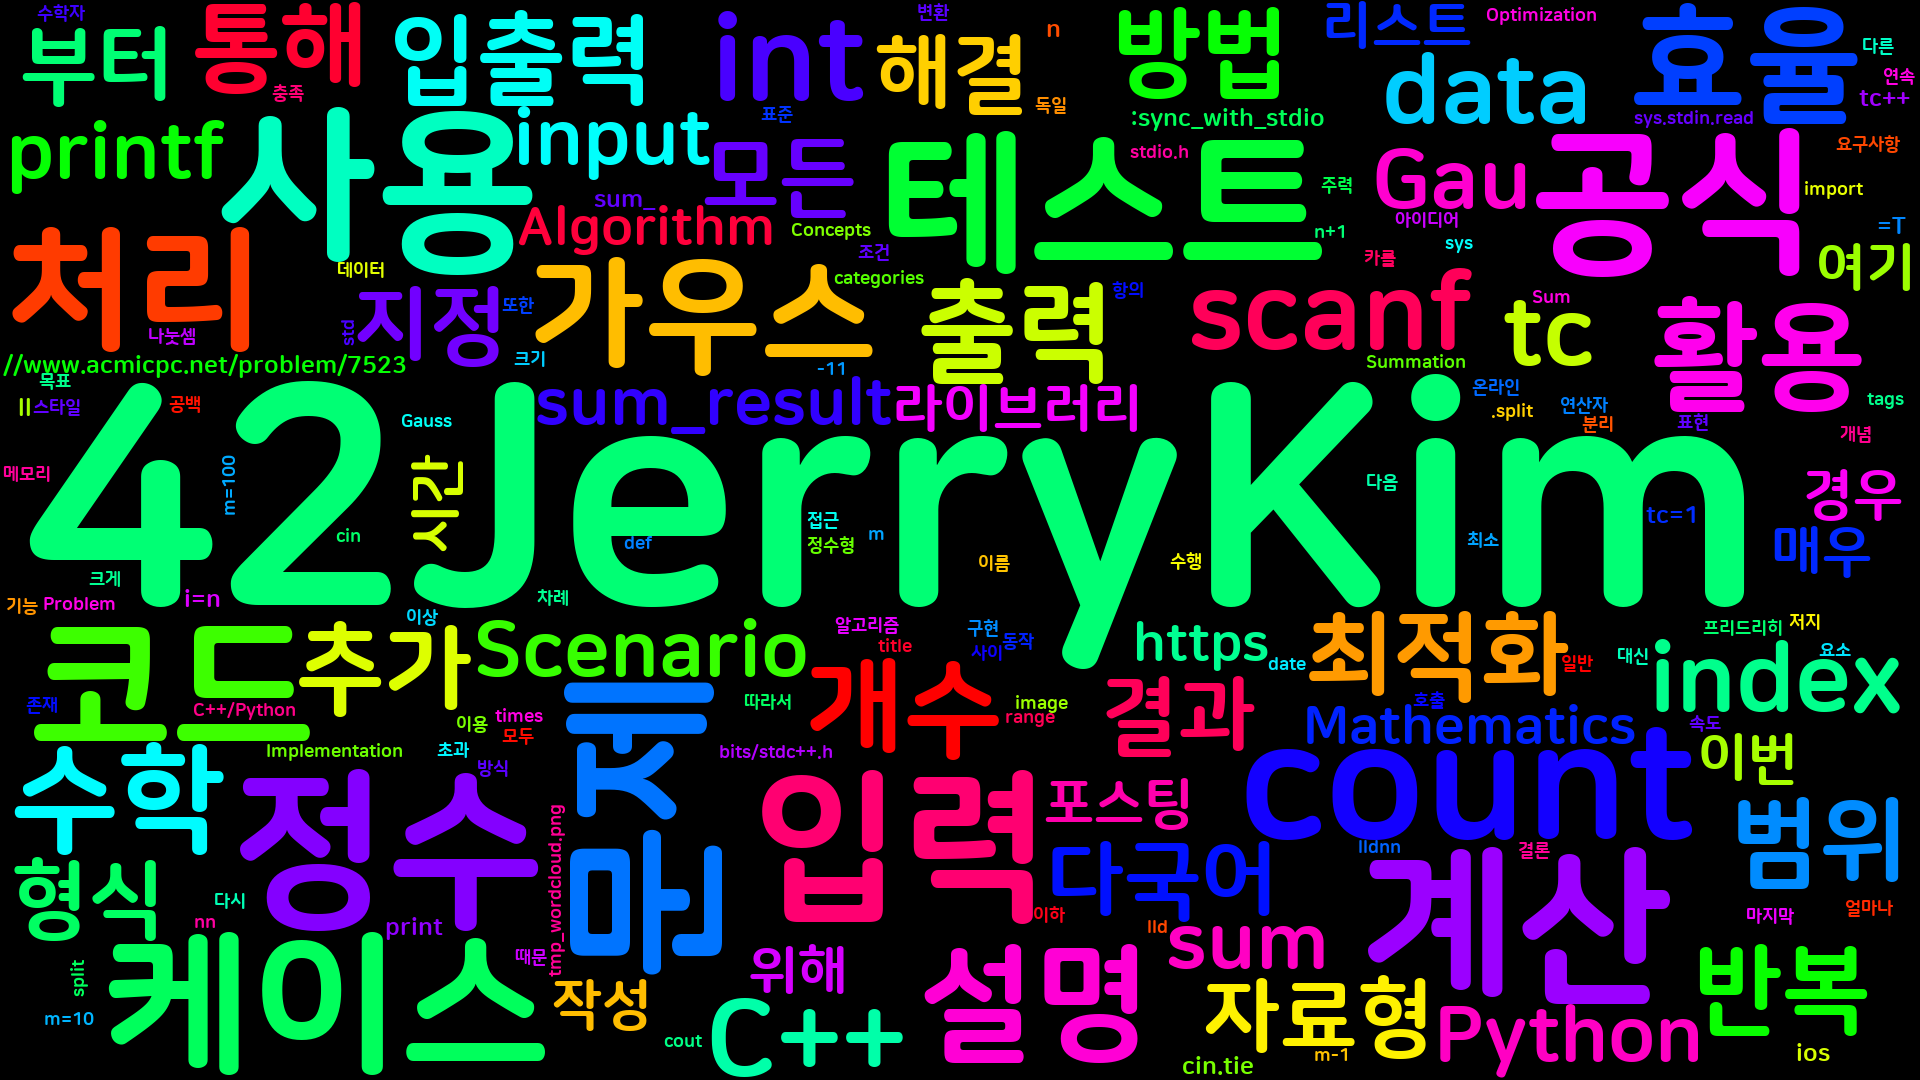 수학자
부터
통해
충족
입출력
int
변환
해결
n
표준
독일
방법
:sync_with_stdio
리스트
Optimization
data
효율
다른
연속
tc++
sys.stdin.read
요구사항
printf
사용
input
모든
sum_
Algorithm
Concepts
조건
categories
테스트
stdio.h
주력
n+1
Gau
아이디어
sys
카를
공식
import
=T
여기
처리
나눗셈
데이터
std
지정
또한
크기
가우스
-11
출력
항의
scanf
Sum
Summation
tc
활용
//www.acmicpc.net/problem/7523
목표
ll
스타일
공백
Gauss
sum_result
라이브러리
온라인
.split
연산자
분리
표현
tags
개념
메모리
m=100
시간
42JerryKim
cin
def
접근
정수형
m
이름
수행
다음
최소
tc=1
경우
매우
크게
기능
Problem
i=n
이상
차례
코드
추가
Scenario
알고리즘
title
구현
사이
동작
https
date
최적화
일반
대신
프리드리히
저지
요소
index
존재
C++/Python
이용
times
모두
문제
따라서
개수
image
range
결과
Mathematics
호출
속도
이번
Implementation
초과
방식
bits/stdc++.h
수학
정수
tmp_wordcloud.png
입력
포스팅
count
범위
다국어
lldnn
결론
계산
형식
다시
nn
print
때문
이하
lld
sum
마지막
얼마나
split
m=10
케이스
작성
위해
cout
C++
설명
자료형
cin.tie
m-1
Python
반복
ios